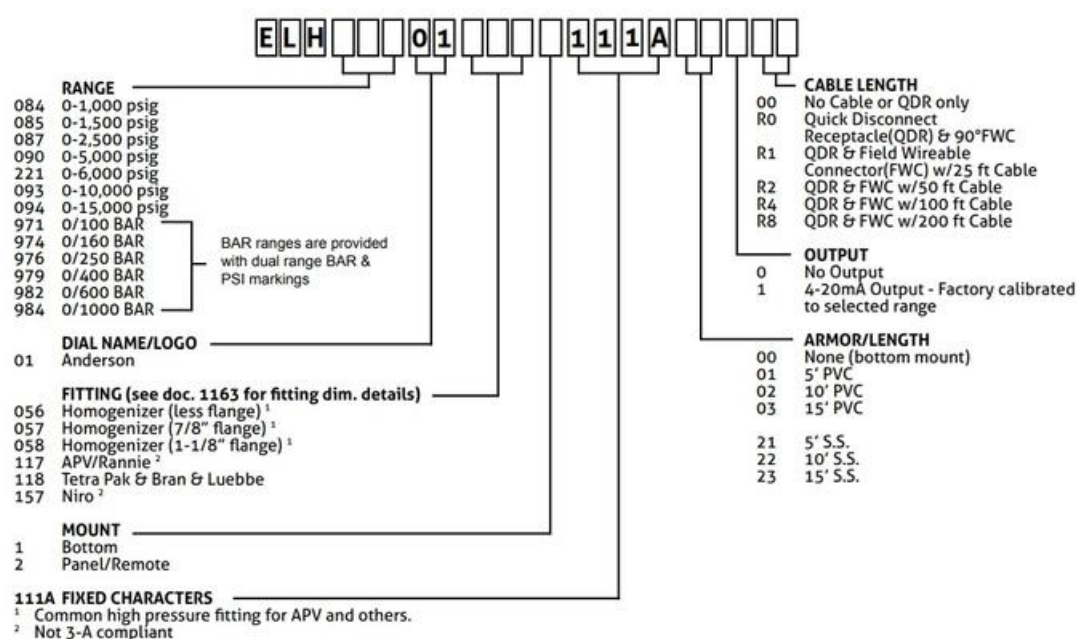 ELH 01 111A
RANGE
084 0-1,000 psig
085 0-1,500 psig
087 0-2,500 psig
090 0-5,000 psig
221 0-6,000 psig
093 0-10,000 psig
094 0-15,000 psig
971 0/100 BAR
974 0/160 BAR
976 0/250 BAR
979 0/400 BAR
982 0/600 BAR
984 0/1000 BAR
BAR ranges are provided
with dual range BAR &
PSI markings
DIAL NAME/LOGO
01 Anderson
FITTING (see doc. 1163 for fitting dim. details)
056 Homogenizer (less flange) ¹
057 Homogenizer (7/8" flange) ¹
058 Homogenizer (1-1/8" flange) ¹
117 APV/Rannie ²
118 Tetra Pak & Bran & Luebbe
157 Niro ²
MOUNT
1 Bottom
2 Panel/Remote
111A FIXED CHARACTERS
¹ Common high pressure fitting for APV and others.
² Not 3-A compliant
CABLE LENGTH
00 No Cable or QDR only
R0 Quick Disconnect
Receptacle(QDR) & 90°FWC
R1 QDR & Field Wireable
Connector(FWC) w/25 ft Cable
R2 QDR & FWC w/50 ft Cable
R4 QDR & FWC w/100 ft Cable
R8 QDR & FWC w/200 ft Cable
OUTPUT
0 No Output
1 4-20mA Output - Factory calibrated
to selected range
ARMOR/LENGTH
00 None (bottom mount)
01 5' PVC
02 10' PVC
03 15' PVC
21 5' S.S.
22 10' S.S.
23 15' S.S.